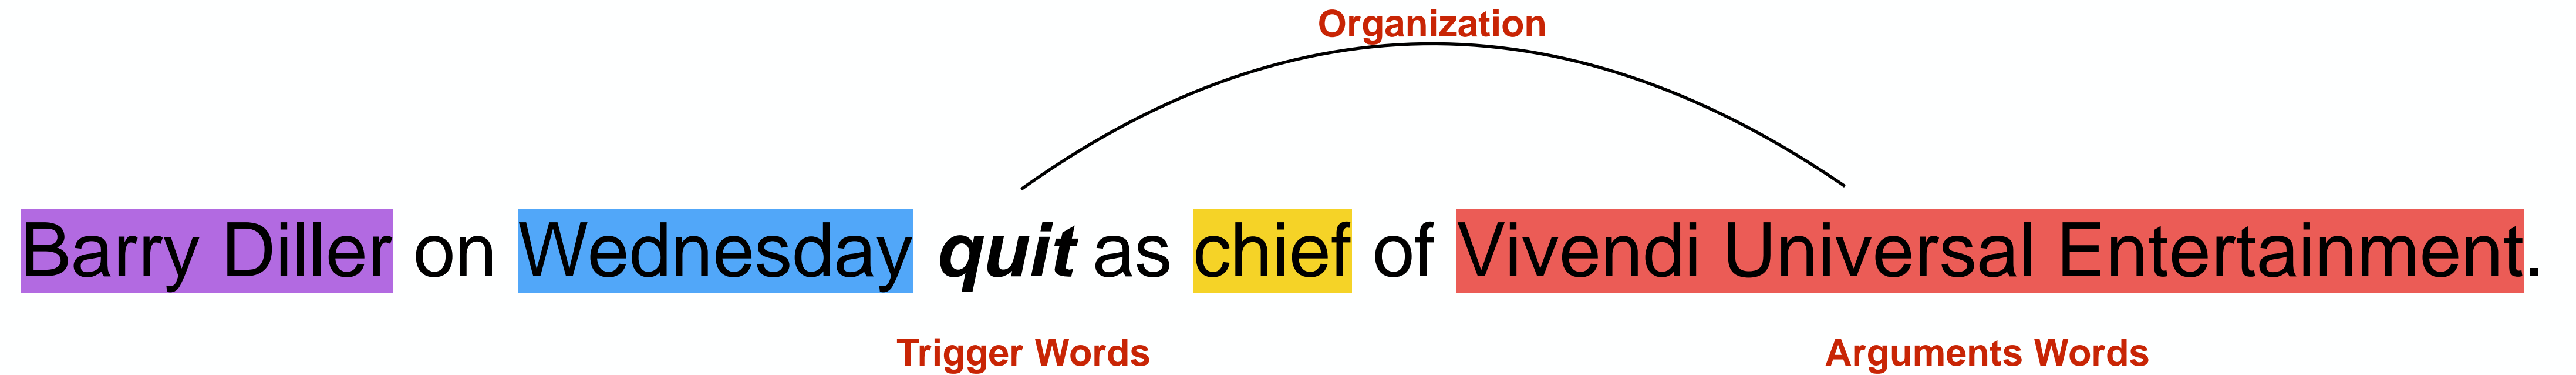 Organization
Barry Diller on Wednesday quit as chief of Vivendi Universal Entertainment.
Trigger Words
Arguments Words